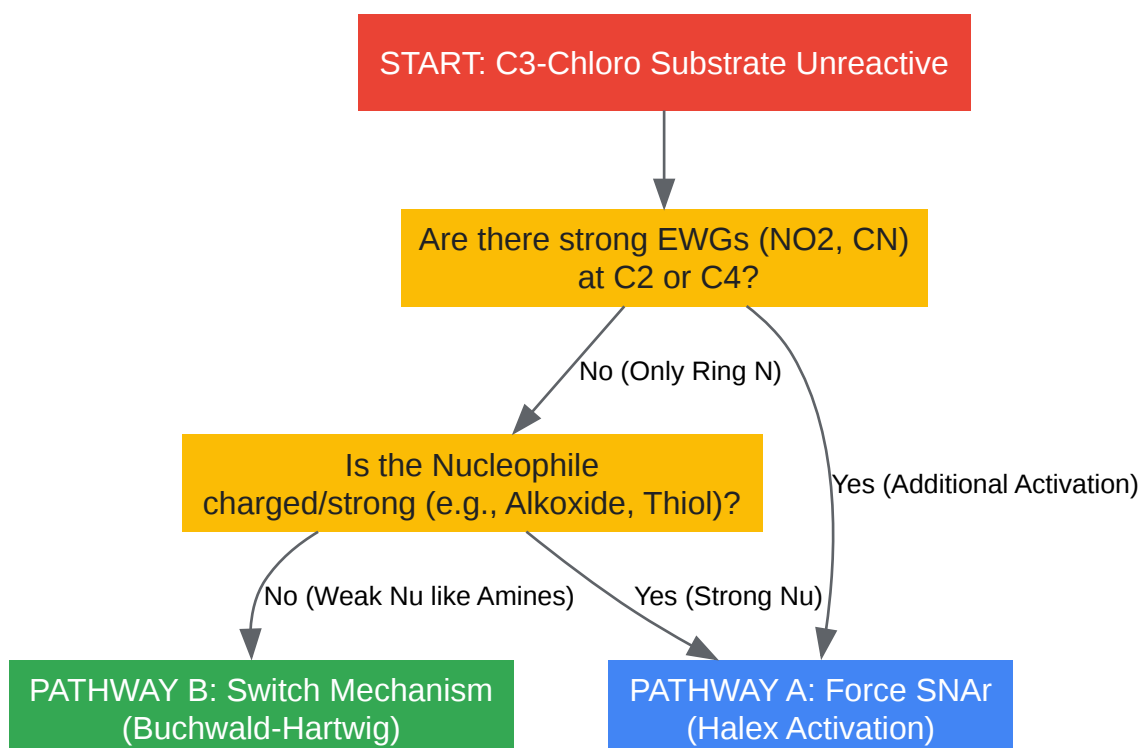 START: C3-Chloro Substrate Unreactive
Are there strong EWGs (NO2, CN)
at C2 or C4?
No (Only Ring N)
Is the Nucleophile
charged/strong (e.g., Alkoxide, Thiol)?
Yes (Additional Activation)
No (Weak Nu like Amines)
Yes (Strong Nu)
PATHWAY B: Switch Mechanism
(Buchwald-Hartwig)
PATHWAY A: Force SNAr
(Halex Activation)